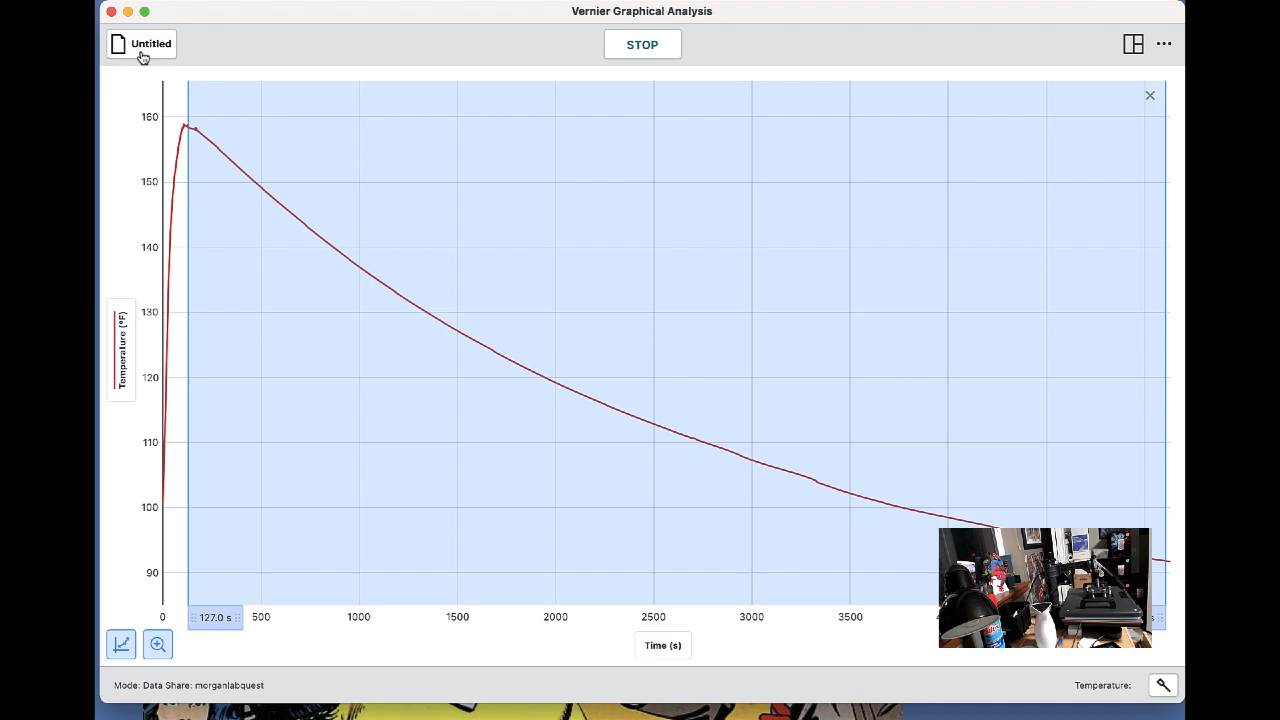 Vernier Graphical Analysis
Untitled
STOP
160
150
140
130
120
110
100
90
Temperature (°F)
0
127.0 s
500
1000
1500
2000
2500
3000
3500
s
Time (s)
Mode: Data Share: morganlabquest
Temperature: